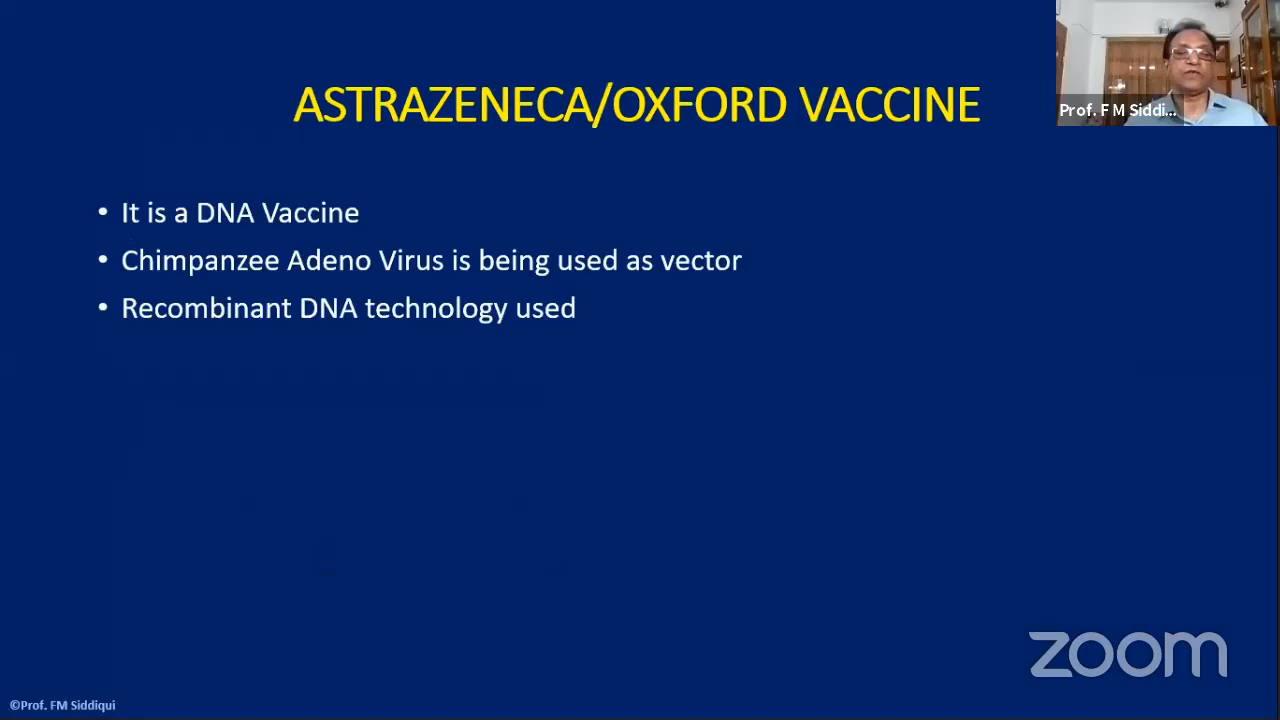 ASTRAZENECA/OXFORD VACCINE
Prof. F M Siddi...
• It is a DNA Vaccine
• Chimpanzee Adeno Virus is being used as vector
• Recombinant DNA technology used
zoom
©Prof. FM Siddiqui